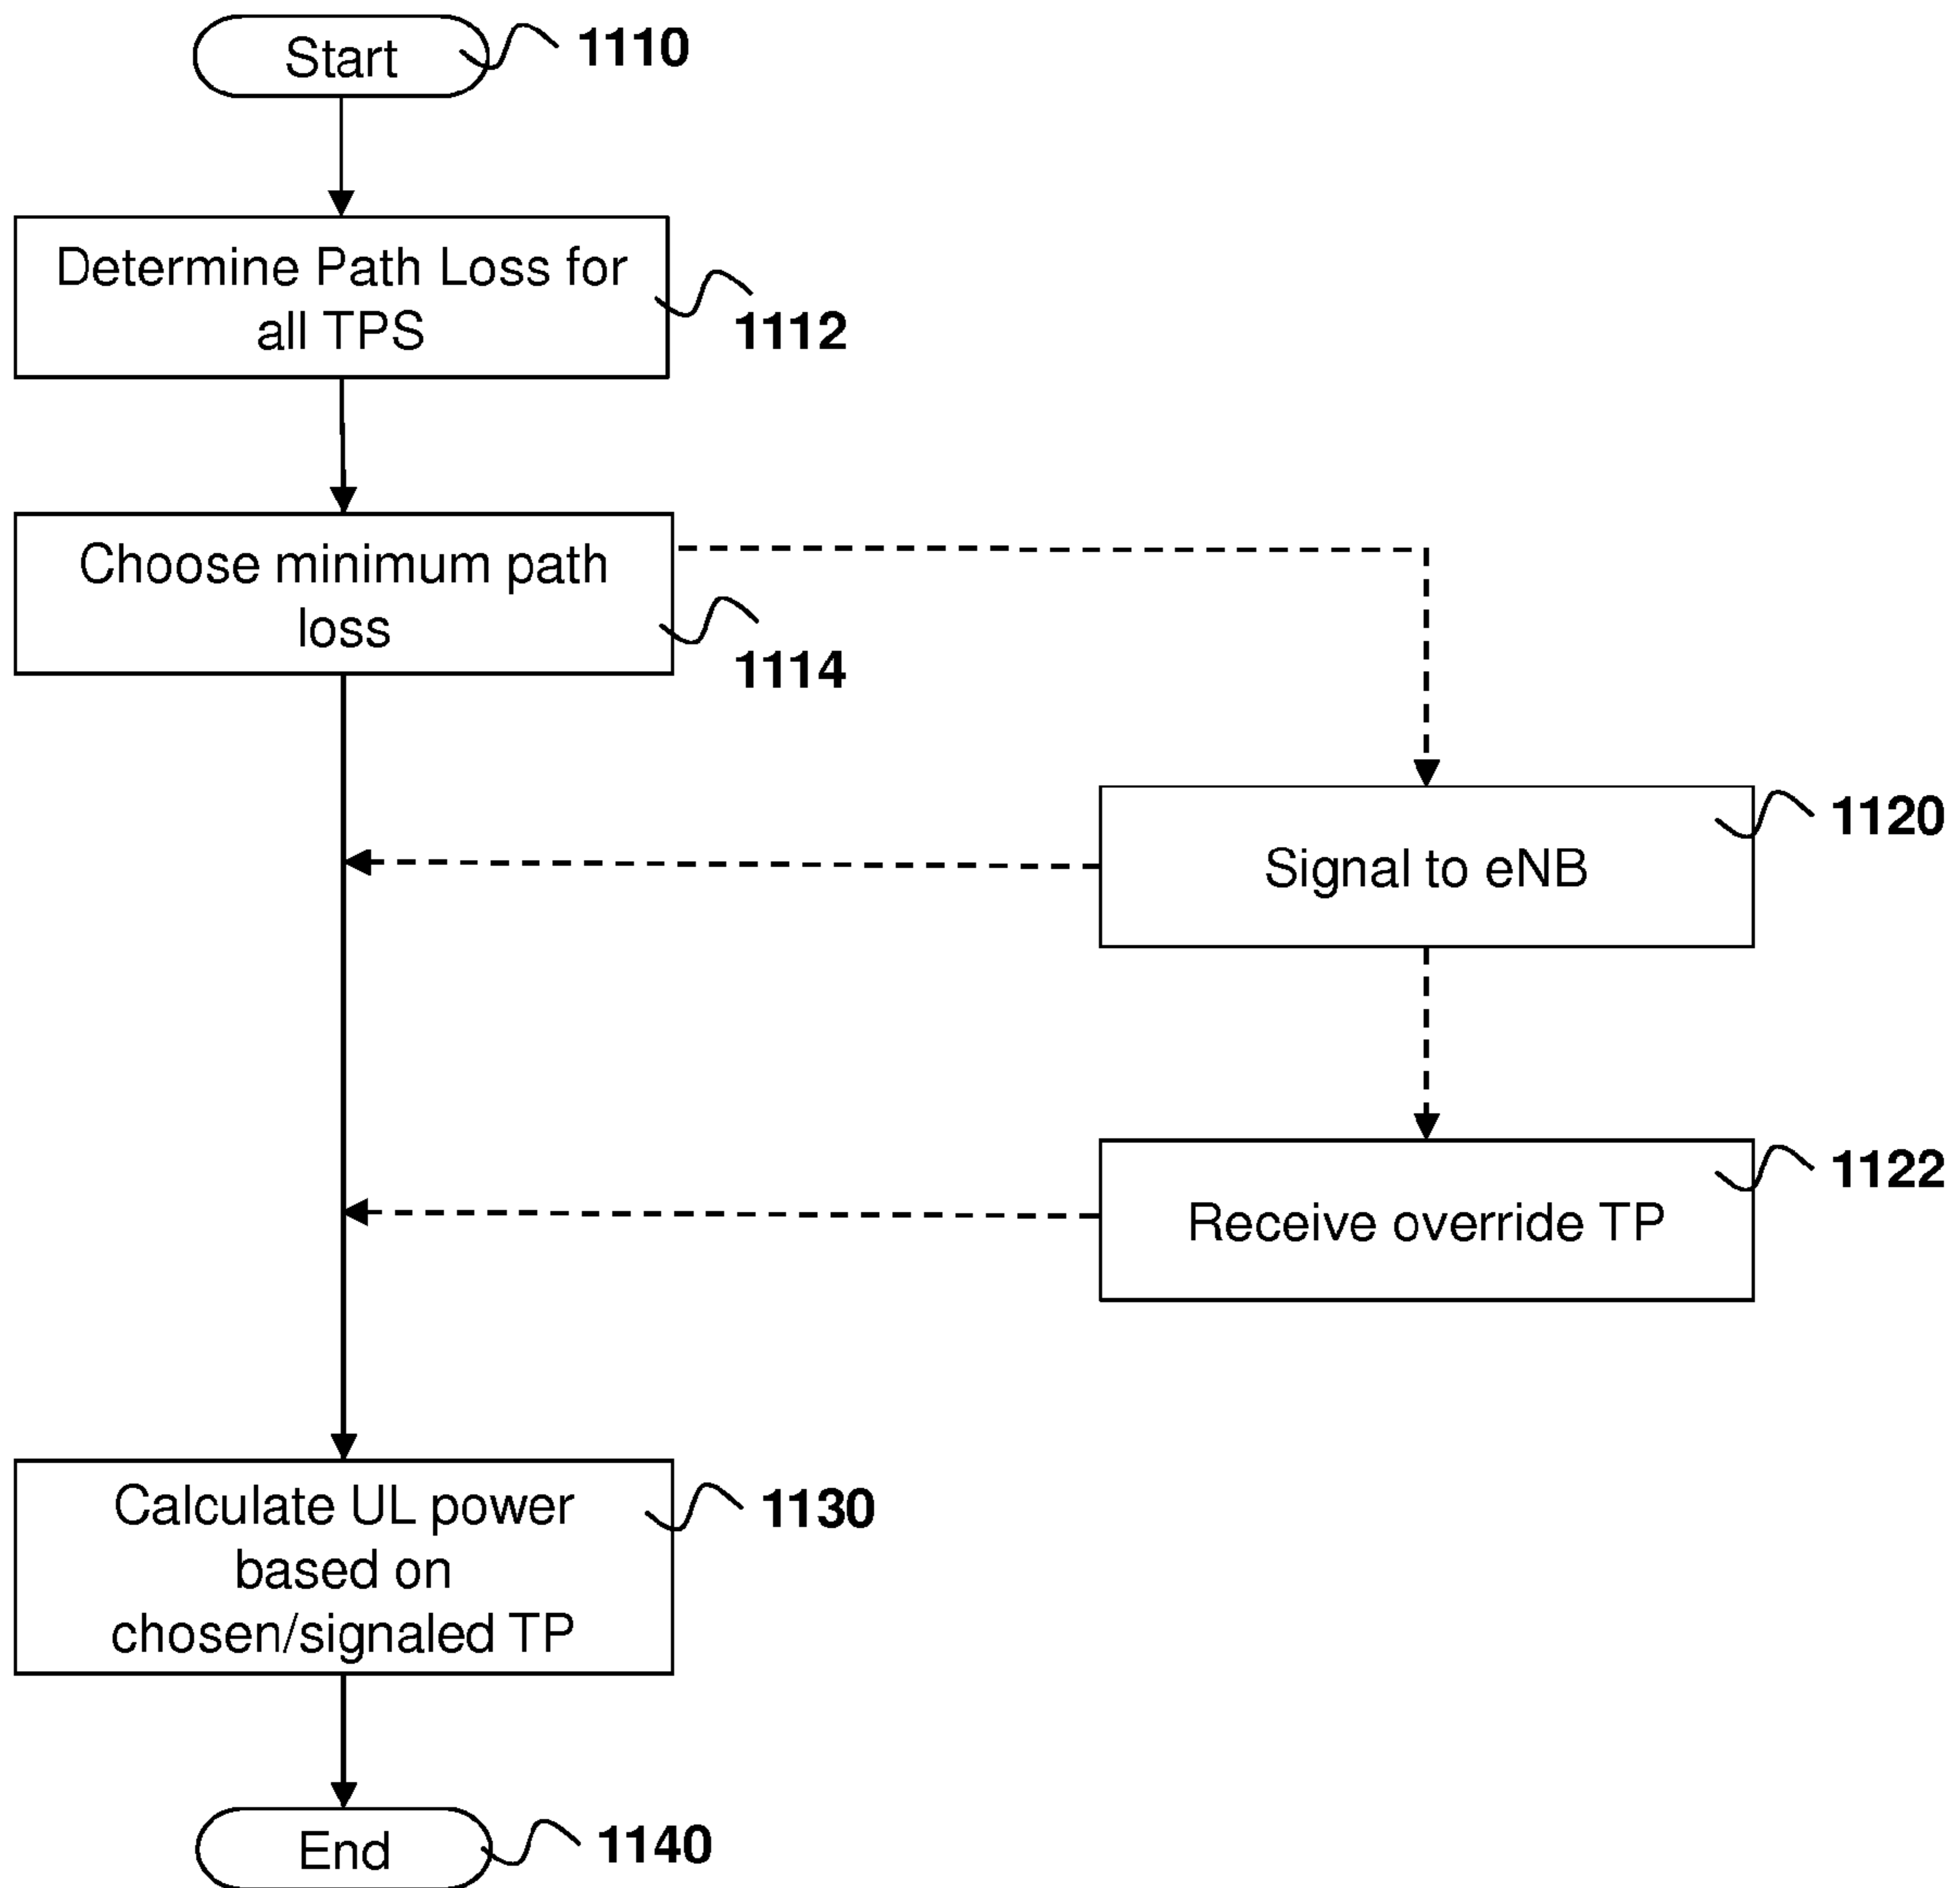 Start
1110
Determine Path Loss for
all TPS
1112
Choose minimum path
loss
1114
1120
Signal to eNB
1122
Receive override TP
Calculate UL power
based on
chosen/signaled TP
1130
End
1140